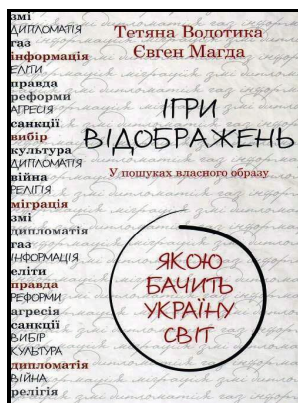 змі
ДИПЛОМАТІЯ
газ
інформація
ЕЛІТИ
правда
реформи
АГРЕСІЯ
санкції
вибір
культура
ДИПЛОМАТІЯ
війна
РЕЛІГІЯ
міграція
змі
дипломатія
газ
ІНФОРМАЦІЯ
еліти
правда
РЕФОРМИ
агресія
санкції
ВИБІР
КУЛЬТУРА
дипломатія
ВІЙНА
релігія
Тетяна Водотика
Євген Магда
ІГРИ
ВІДОБРАЖЕНЬ
У пошуках власного образу
ЯКОЮ
БАЧИТЬ
УКРАЇНУ
СВІТ